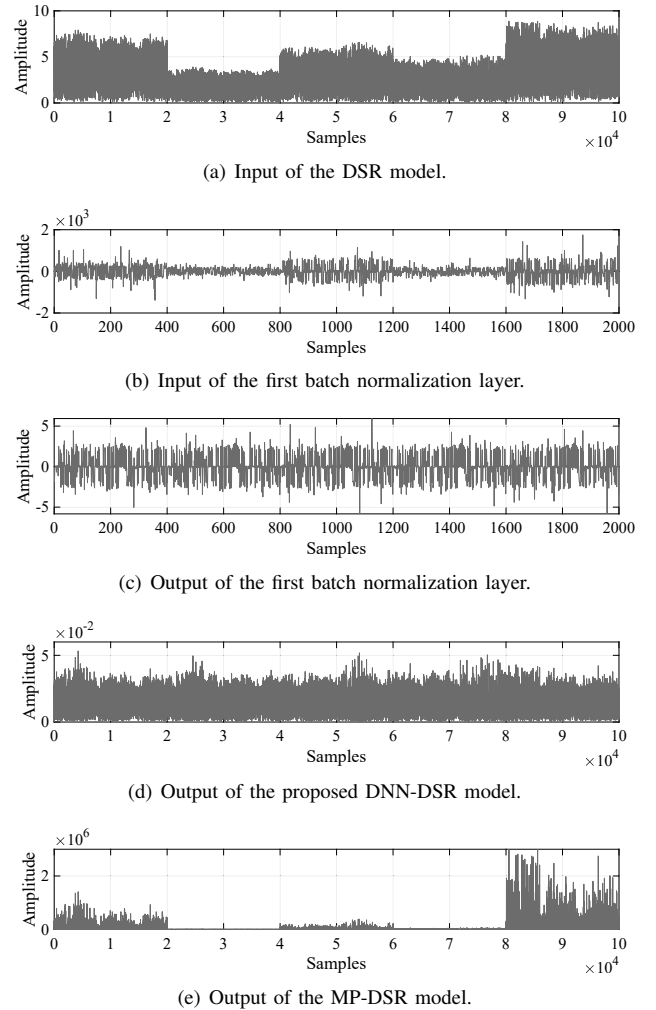 10
5
0
Amplitude
0 1 2 3 4 5 6 7 8 9 10
Samples
×10^4
(a) Input of the DSR model.
×10^3
2
0
-2
Amplitude
0 200 400 600 800 1000 1200 1400 1600 1800 2000
Samples
(b) Input of the first batch normalization layer.
5
0
-5
Amplitude
0 200 400 600 800 1000 1200 1400 1600 1800 2000
Samples
(c) Output of the first batch normalization layer.
×10^-2
5
0
Amplitude
0 1 2 3 4 5 6 7 8 9 10
Samples
×10^4
(d) Output of the proposed DNN-DSR model.
×10^6
2
0
Amplitude
0 1 2 3 4 5 6 7 8 9 10
Samples
×10^4
(e) Output of the MP-DSR model.